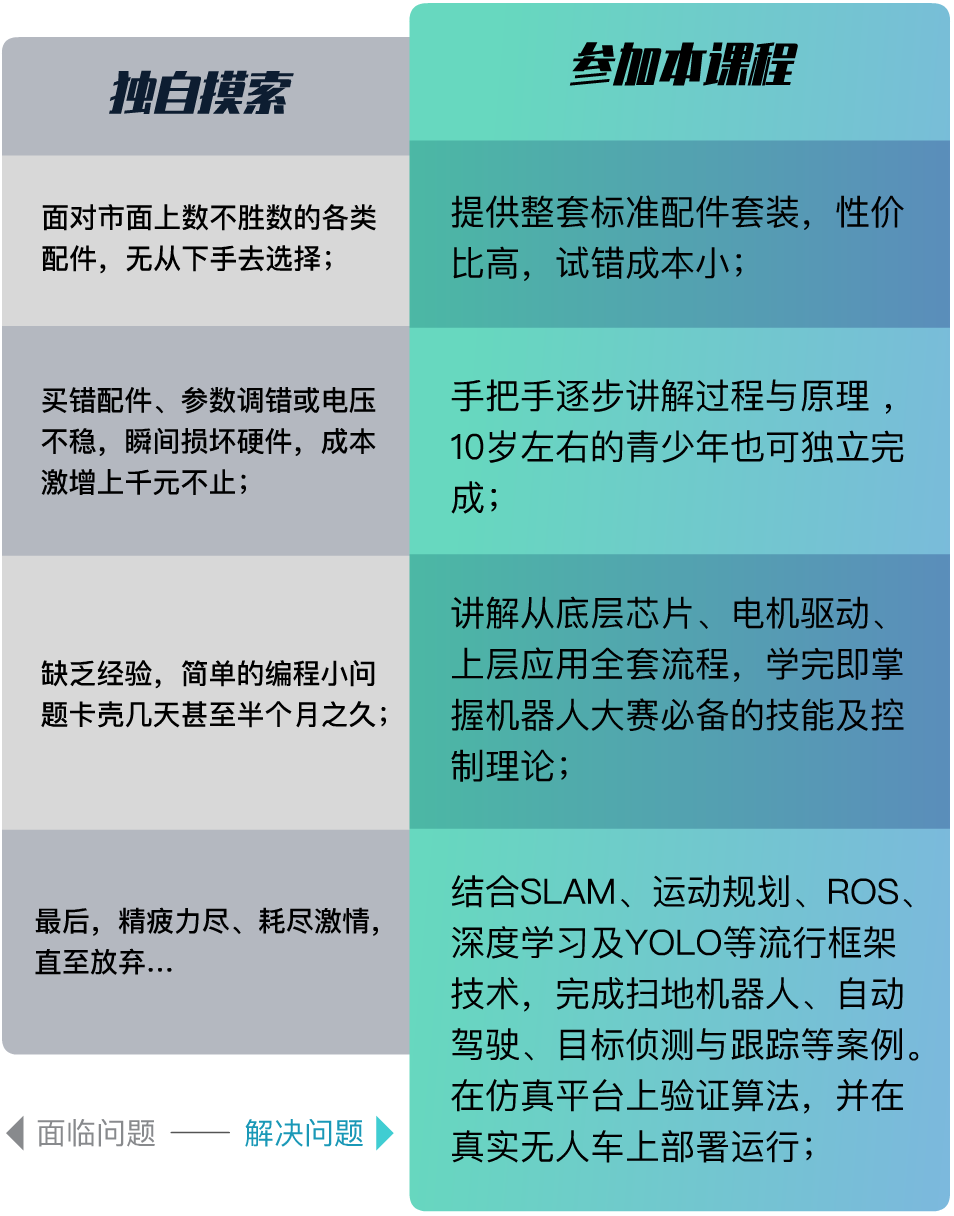 独自摸索
参加本课程
面对市面上数不胜数的各类
配件，无从下手去选择；
提供整套标准配件套装，性价
比高，试错成本小；
买错配件、参数调错或电压
不稳，瞬间损坏硬件，成本
激增上千元不止；
手把手逐步讲解过程与原理，
10岁左右的青少年也可独立完
成；
缺乏经验，简单的编程小问
题卡壳几天甚至半个月之久；
讲解从底层芯片、电机驱动、
上层应用全套流程，学完即掌
握机器人大赛必备的技能及控
制理论；
最后，精疲力尽、耗尽激情，
直至放弃...
结合SLAM、运动规划、ROS、
深度学习及YOLO等流行框架
技术，完成扫地机器人、自动
驾驶、目标侦测与跟踪等案例。
在仿真平台上验证算法，并在
真实无人车上部署运行；
面临问题 —— 解决问题